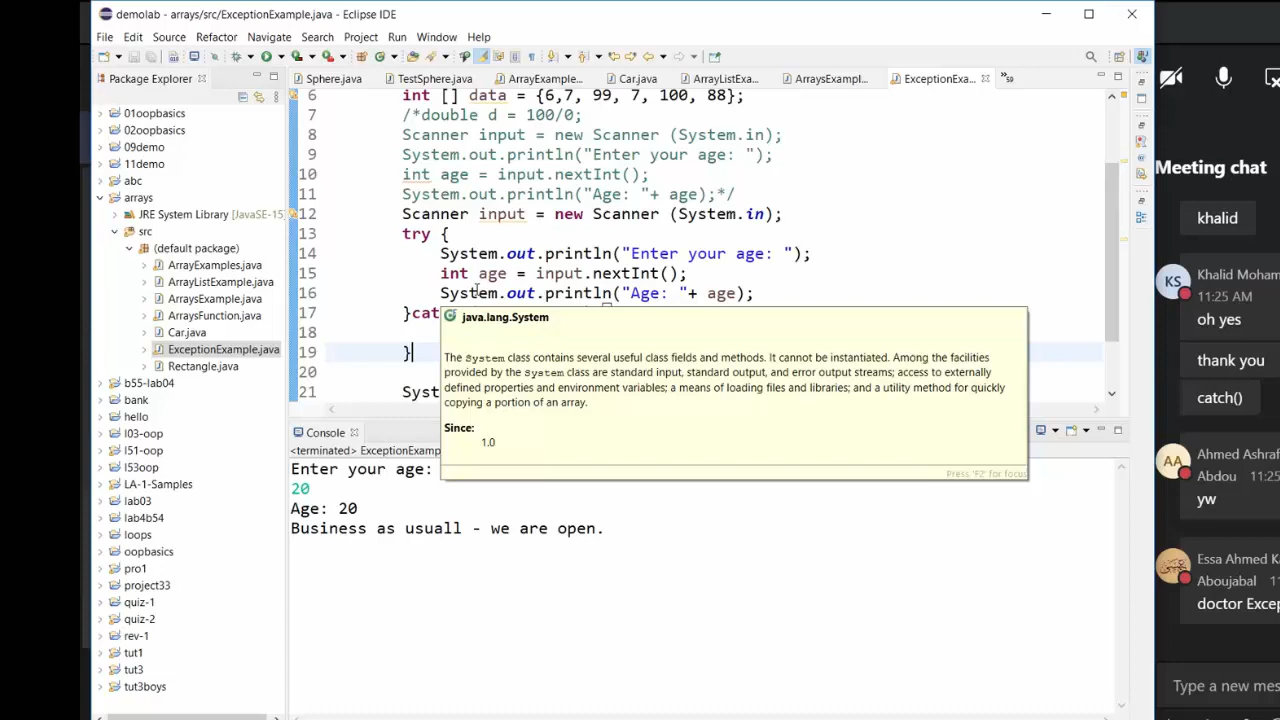 demolab - arrays/src/ExceptionExample.java - Eclipse IDE
File Edit Source Refactor Navigate Search Project Run Window Help
Package Explorer
Sphere.java TestSphere.java ArrayExample... Car.java ArrayListExa... ArraysExampl... ExceptionExa... »59
01oopbasics
02oopbasics
09demo
11demo
abc
arrays
JRE System Library [JavaSE-15]
src
(default package)
ArrayExamples.java
ArrayListExample.java
ArraysExample.java
ArraysFunction.java
Car.java
ExceptionExample.java
Rectangle.java
b55-lab04
bank
hello
l03-oop
l51-oop
l53oop
LA-1-Samples
lab03
lab4b54
loops
oopbasics
pro1
project33
quiz-1
quiz-2
rev-1
tut1
tut3
tut3boys
6 int [] data = {6,7, 99, 7, 100, 88};
7 /*double d = 100/0;
8 Scanner input = new Scanner (System.in);
9 System.out.println("Enter your age: ");
10 int age = input.nextInt();
11 System.out.println("Age: "+ age);*/
12 Scanner input = new Scanner (System.in);
13 try {
14 System.out.println("Enter your age: ");
15 int age = input.nextInt();
16 System.out.println("Age: "+ age);
17 }cat
18
19 }
20
21 Syst
java.lang.System
The System class contains several useful class fields and methods. It cannot be instantiated. Among the facilities
provided by the System class are standard input, standard output, and error output streams; access to externally
defined properties and environment variables; a means of loading files and libraries; and a utility method for quickly
copying a portion of an array.
Since:
1.0
Press 'F2' for focus
Console
<terminated> ExceptionExamp
Enter your age:
20
Age: 20
Business as usuall - we are open.
Meeting chat
khalid
KS
Khalid Moham
11:25 AM
oh yes
thank you
catch()
AA
Ahmed Ashraf
Abdou 11:25
yw
Essa Ahmed Ka
Aboujabal 11
doctor Exce
Type a new mes